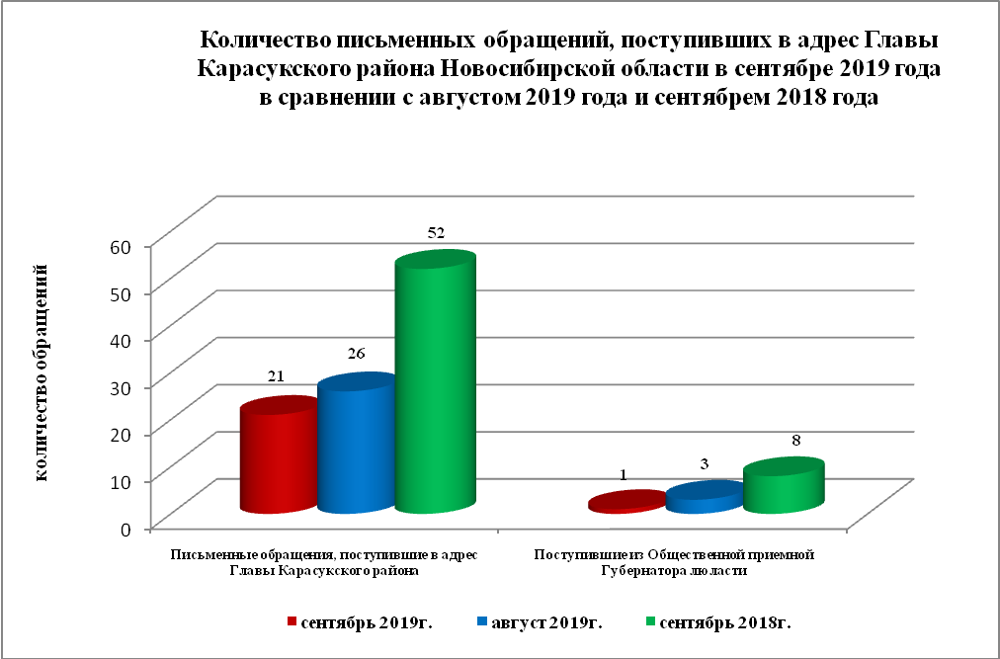 Количество письменных обращений, поступивших в адрес Главы
Карасукского района Новосибирской области в сентябре 2019 года
в сравнении с августом 2019 года и сентябрем 2018 года
количество обращений
60
50
40
30
20
10
0
21
26
52
1
3
8
Письменные обращения, поступившие в адрес
Главы Карасукского района
Поступившие из Общественной приемной
Губернатора люласти
сентябрь 2019г.
август 2019г.
сентябрь 2018г.